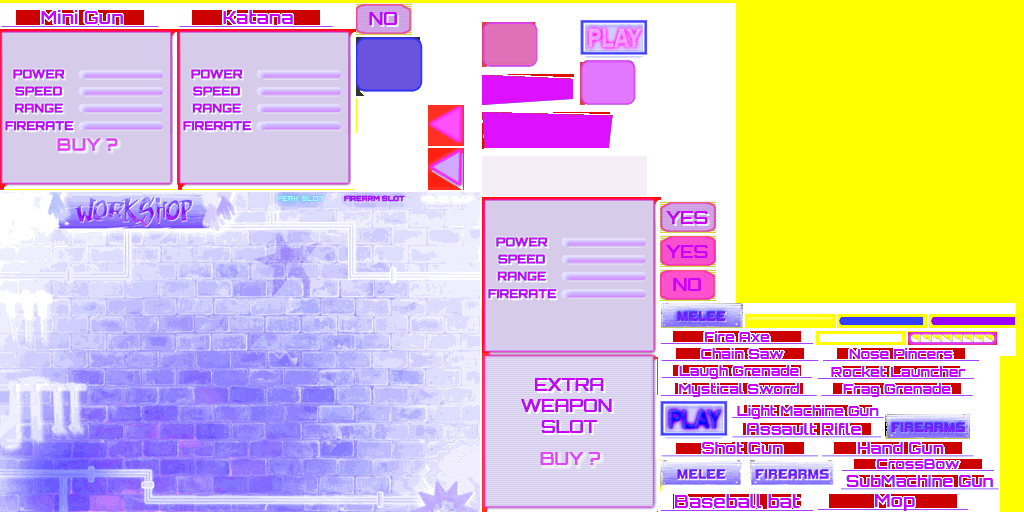 Mini Gun
Katana
NO
PLAY
POWER
SPEED
RANGE
FIRERATE
BUY ?
POWER
SPEED
RANGE
FIRERATE
WORKSHOP
PERK SLOT
FIREARM SLOT
POWER
SPEED
RANGE
FIRERATE
YES
YES
NO
MELEE
Fire Axe
Chain Saw
Nose Pincers
Laugh Grenade
Rocket Launcher
Mystical Sword
Frag Grenade
EXTRA
WEAPON
SLOT
BUY ?
PLAY
Light Machine Gun
Assault Rifle
FIREARMS
Shot Gun
Hand Gun
CrossBow
MELEE
FIREARMS
SubMachine Gun
Baseball bat
Mop